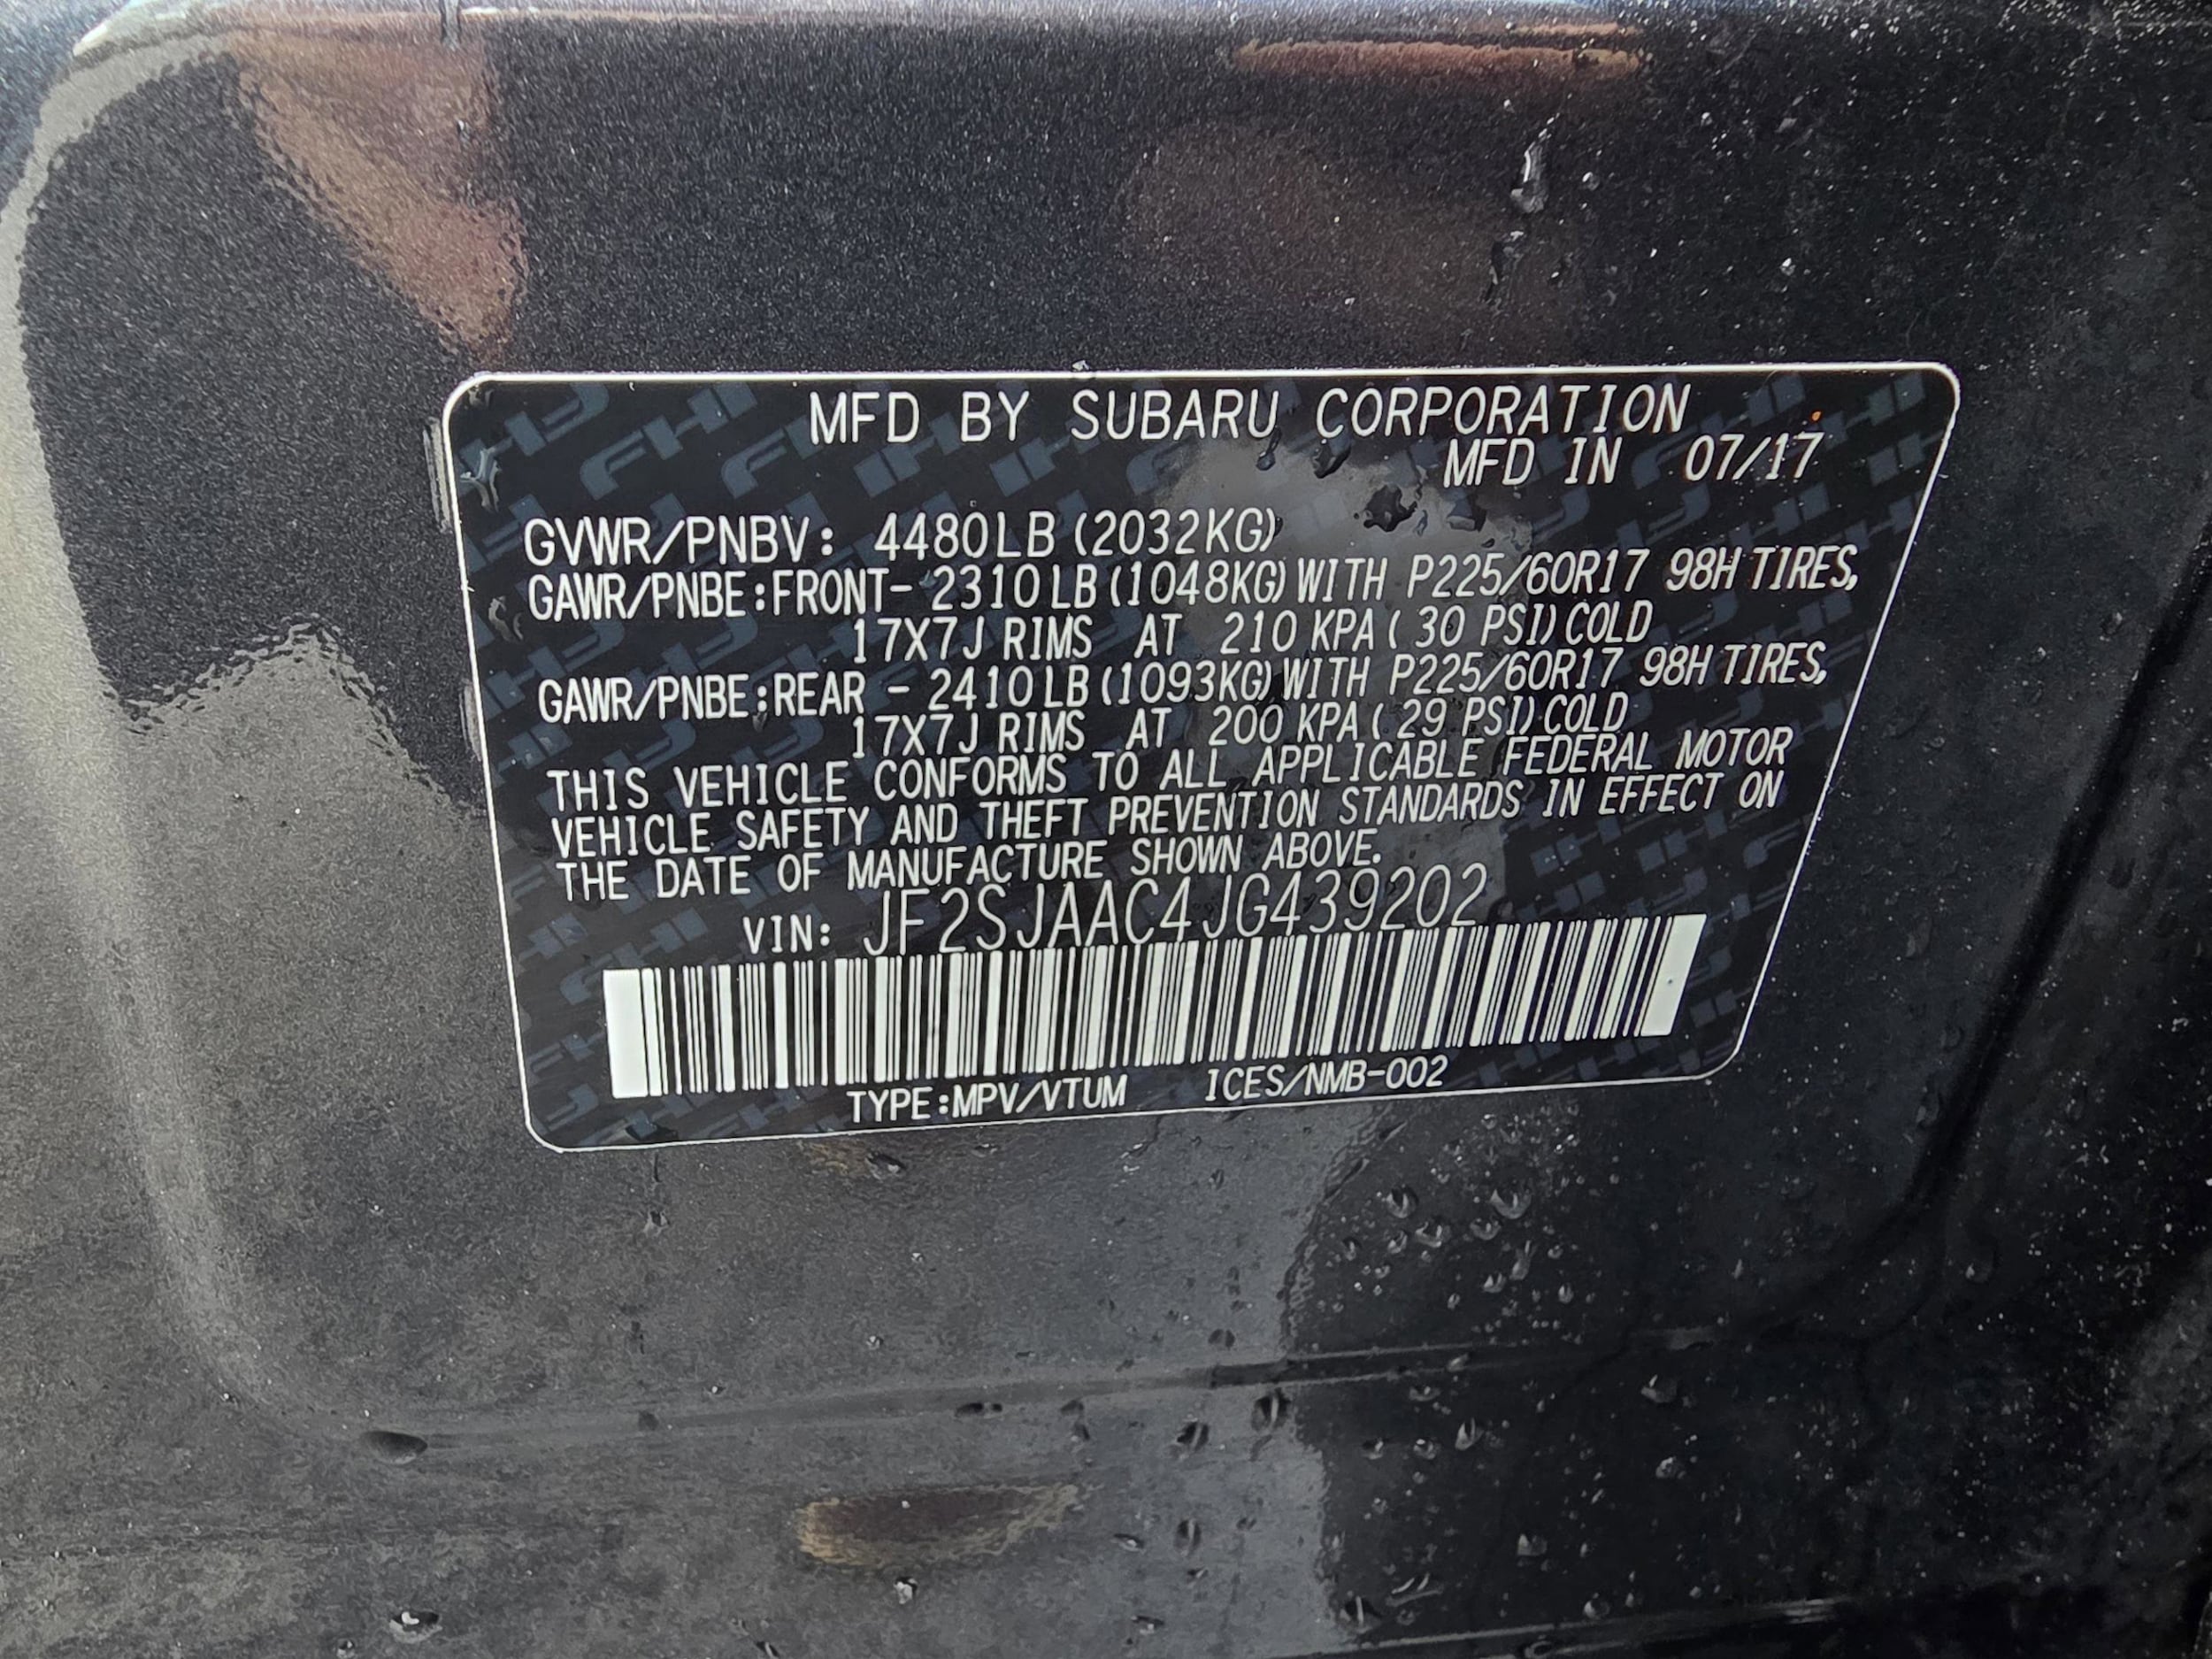 MFD BY SUBARU CORPORATION
MFD IN 07/17
GVWR/PNBV: 4480LB (2032KG)
GAWR/PNBE:FRONT- 2310LB (1048KG) WITH P225/60R17 98H TIRES,
17X7J RIMS AT 210 KPA ( 30 PSI) COLD
GAWR/PNBE:REAR - 2410LB (1093KG) WITH P225/60R17 98H TIRES,
17X7J RIMS AT 200 KPA ( 29 PSI) COLD
THIS VEHICLE CONFORMS TO ALL APPLICABLE FEDERAL MOTOR
VEHICLE SAFETY AND THEFT PREVENTION STANDARDS IN EFFECT ON
THE DATE OF MANUFACTURE SHOWN ABOVE.
VIN: JF2SJAAC4JG439202
TYPE:MPV/VTUM ICES/NMB-002